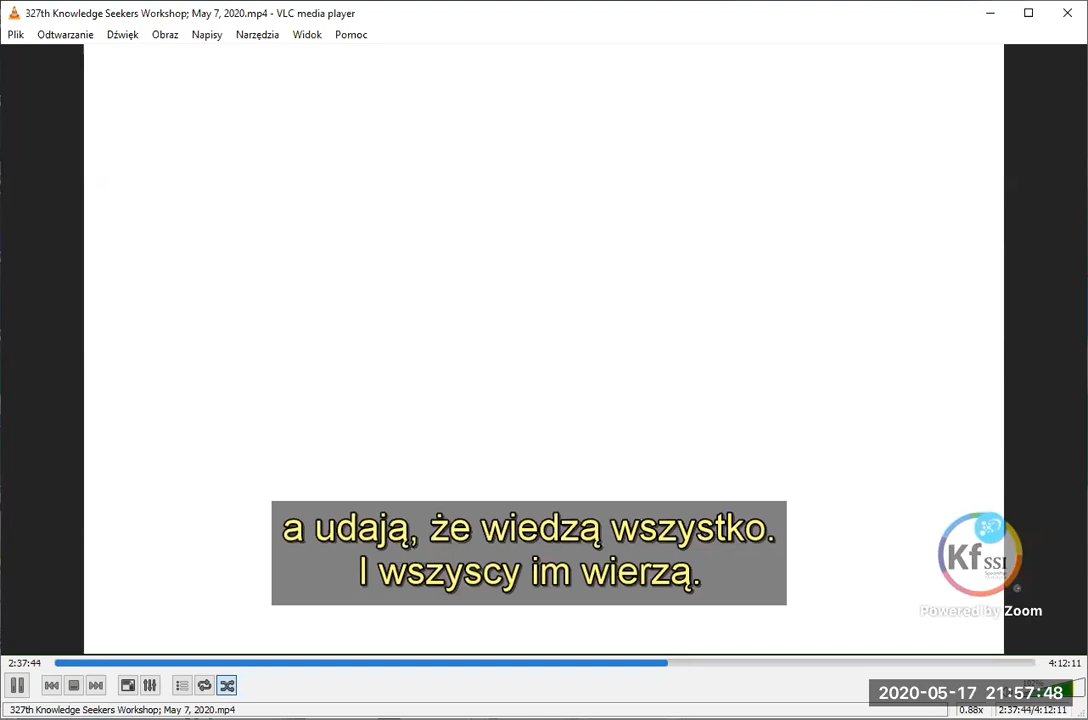 327th Knowledge Seekers Workshop; May 7, 2020.mp4 - VLC media player
Plik Odtwarzanie Dźwięk Obraz Napisy Narzędzia Widok Pomoc
a udają, że wiedzą wszystko.
I wszyscy im wierzą.
Kf SSI
Powered by Zoom
2:37:44 4:12:11
2020-05-17 21:57:48
327th Knowledge Seekers Workshop; May 7, 2020.mp4 0.88x 2:37:44/4:12:11